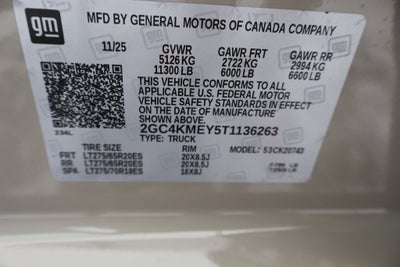 gm
MFD BY GENERAL MOTORS OF CANADA COMPANY
11/25 GVWR GAWR FRT GAWR RR
5126 KG 2722 KG 2994 KG
11300 LB 6000 LB 6600 LB
THIS VEHICLE CONFORMS TO ALL
APPLICABLE U.S. FEDERAL MOTOR
VEHICLE SAFETY STANDARDS IN
EFFECT ON THE DATE OF
MANUFACTURE SHOWN ABOVE.
234L
2GC4KMEY5T1136263
TYPE: TRUCK MODEL:
TIRE SIZE RIM
FRT LT275/65R20ES 20X8.5J
RR LT275/65R20ES 20X8.5J
SPA LT275/70R18ES 18X8J